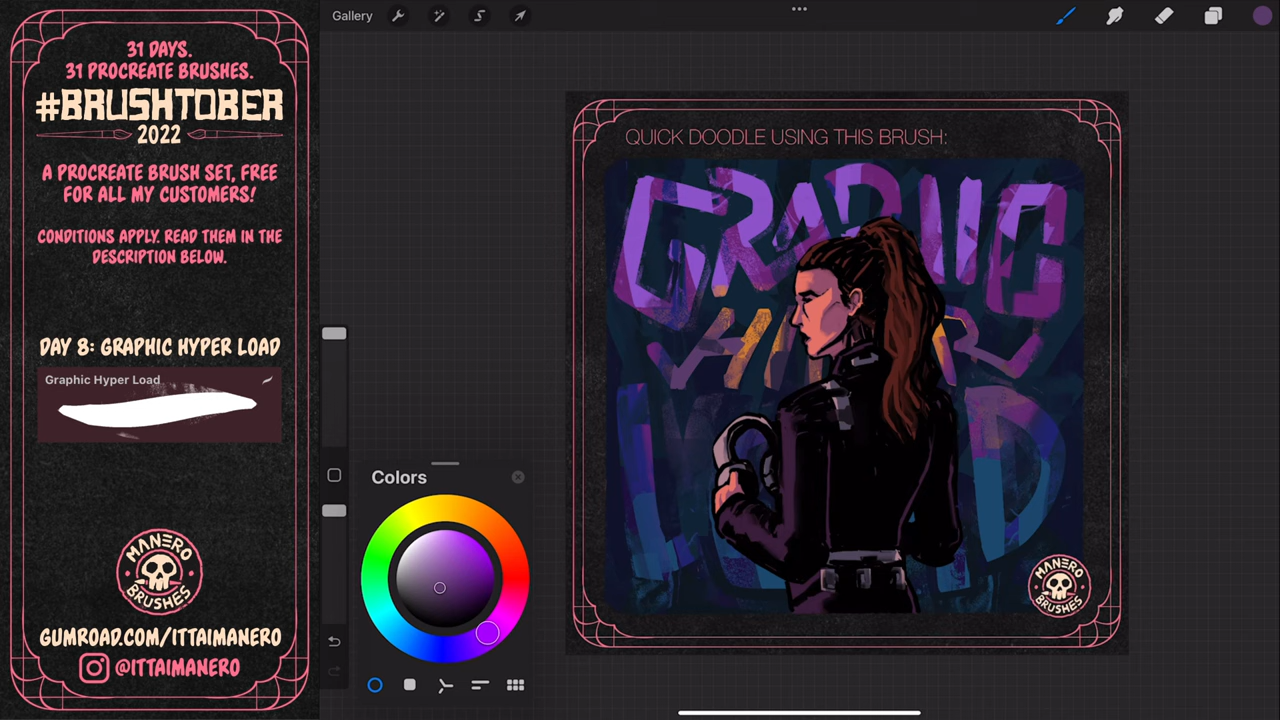 31 DAYS.
31 PROCREATE BRUSHES.
#BRUSHTOBER
2022
A PROCREATE BRUSH SET, FREE
FOR ALL MY CUSTOMERS!
CONDITIONS APPLY. READ THEM IN THE
DESCRIPTION BELOW.
DAY 8: GRAPHIC HYPER LOAD
Graphic Hyper Load
MANERO
BRUSHES
GUMROAD.COM/ITTAIMANERO
@ITTAIMANERO
Gallery
Colors
QUICK DOODLE USING THIS BRUSH:
GRAPHIC
MANERO
BRUSHES